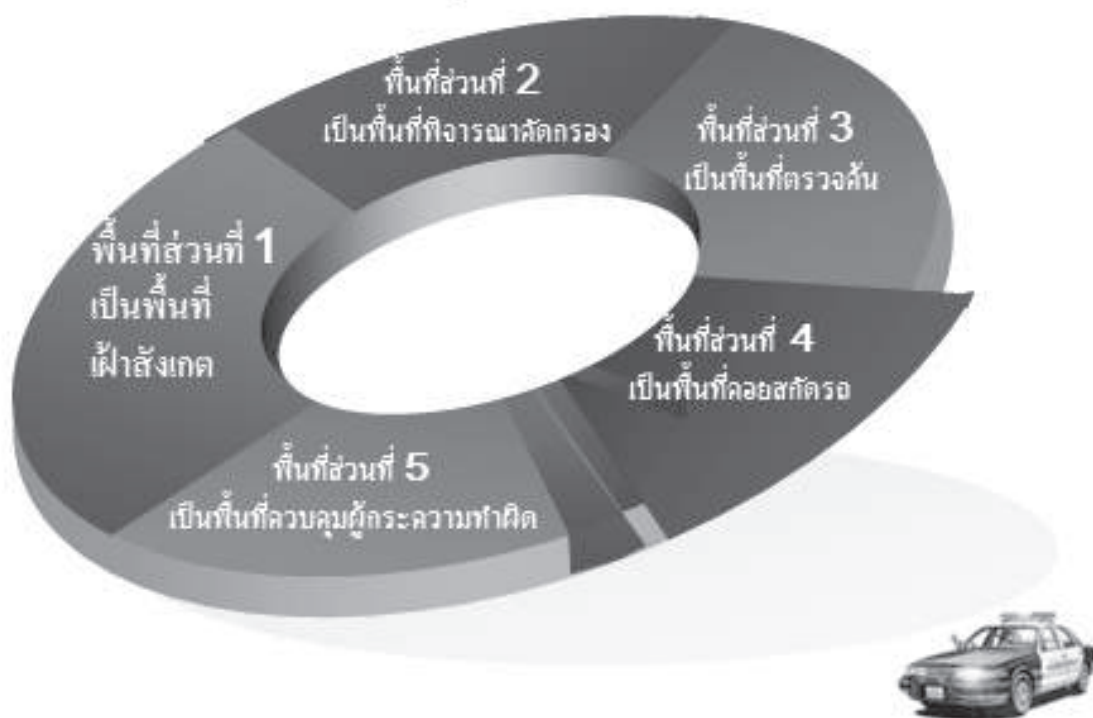 พื้นที่ส่วนที่ 1
เป็นพื้นที่
เฝ้าสังเกต
พื้นที่ส่วนที่ 2
เป็นพื้นที่พิจารณาคัดกรอง
พื้นที่ส่วนที่ 3
เป็นพื้นที่ตรวจค้น
พื้นที่ส่วนที่ 4
เป็นพื้นที่คอยสกัดรถ
พื้นที่ส่วนที่ 5
เป็นพื้นที่ควบคุมผู้กระความทำผิด